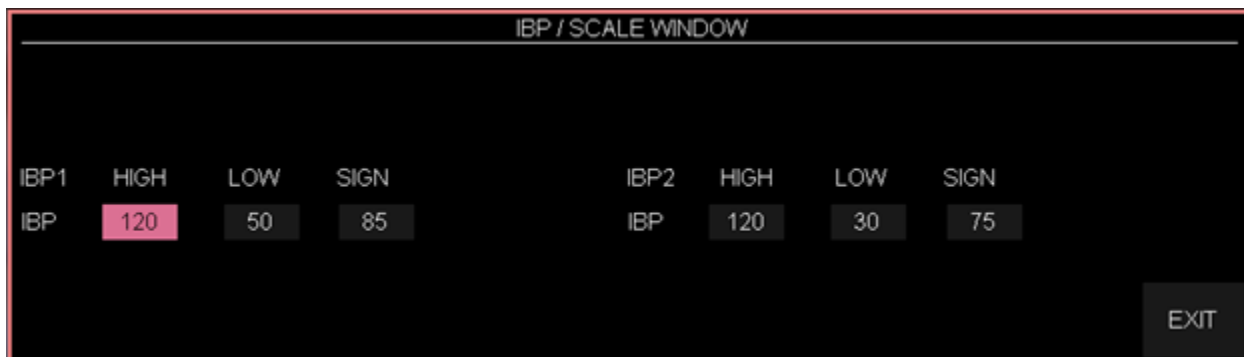 IBP / SCALE WINDOW
IBP1 HIGH LOW SIGN IBP2 HIGH LOW SIGN
IBP 120 50 85 IBP 120 30 75
EXIT